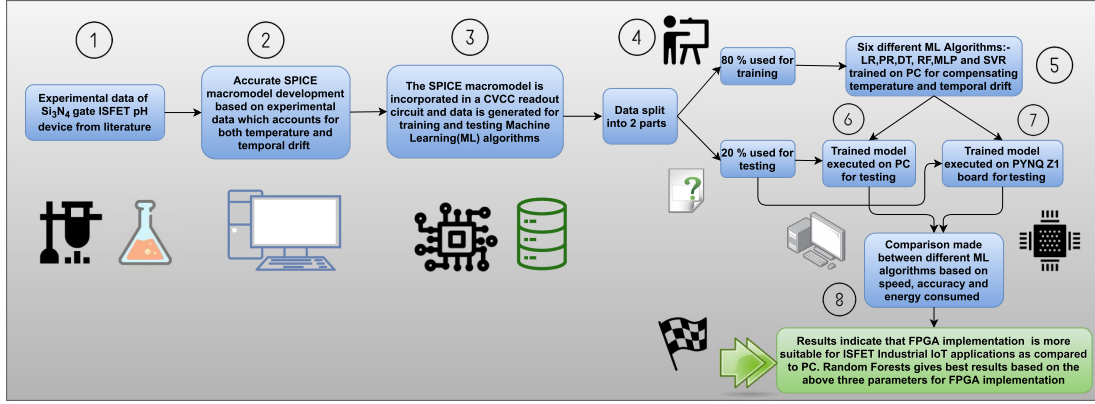 1
Experimental data of
Si₃N₄ gate ISFET pH
device from literature
2
Accurate SPICE
macromodel development
based on experimental
data which accounts for
both temperature and
temporal drift
3
The SPICE macromodel is
incorporated in a CVCC readout
circuit and data is generated for
training and testing Machine
Learning(ML) algorithms
4
Data split
into 2 parts
80 % used for
training
20 % used for
testing
?
5
Six different ML Algorithms:-
LR,PR,DT, RF,MLP and SVR
trained on PC for compensating
temperature and temporal drift
6
Trained model
executed on PC
for testing
7
Trained model
executed on PYNQ Z1
board for testing
8
Comparison made
between different ML
algorithms based on
speed, accuracy and
energy consumed
Results indicate that FPGA implementation is more
suitable for ISFET Industrial IoT applications as compared
to PC. Random Forests gives best results based on the
above three parameters for FPGA implementation